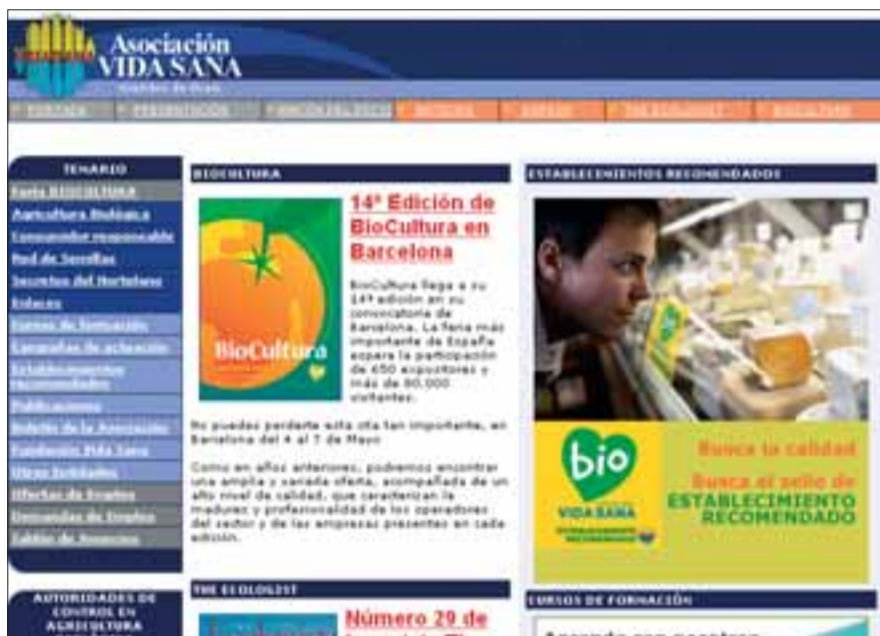 Asociación
VIDA SANA
PORTADA
PRESENTACIÓN
NOTICIAS
THE ECOLOGIST
BIOCULTURA
TEMARIO
Feria BIOCULTURA
Agricultura Biológica
Consumidor responsable
Red de Semillas
Secretos del Hortelano
Enlaces
Cursos de formación
Campañas de actuación
Establecimientos
recomendados
Publicaciones
Boletín de la Asociación
Fundación Vida Sana
Otras Entidades
Ofertas de Empleo
Demandas de Empleo
Tablón de Anuncios
AUTORIDADES DE
CONTROL EN
AGRICULTURA
BIOCULTURA
BioCultura
14ª Edición de
BioCultura en
Barcelona
BioCultura llega a su
14ª edición en su
convocatoria de
Barcelona. La feria más
importante de España
espera la participación
de 650 expositores y
más de 80.000
visitantes.
No puedes perderte esta cita tan importante, en
Barcelona del 4 al 7 de Mayo
Como en años anteriores, podremos encontrar
una amplia y variada oferta, acompañada de un
alto nivel de calidad, que caracterizan la
madurez y profesionalidad de los operadores
del sector y de las empresas presentes en cada
edición.
THE ECOLOGIST
Número 29 de
ESTABLECIMIENTOS RECOMENDADOS
bio
bio
VIDA SANA
ESTABLECIMIENTO
RECOMENDADO
Busca la calidad
Busca el sello de
ESTABLECIMIENTO
RECOMENDADO
CURSOS DE FORMACIÓN
Aprende con nosotros